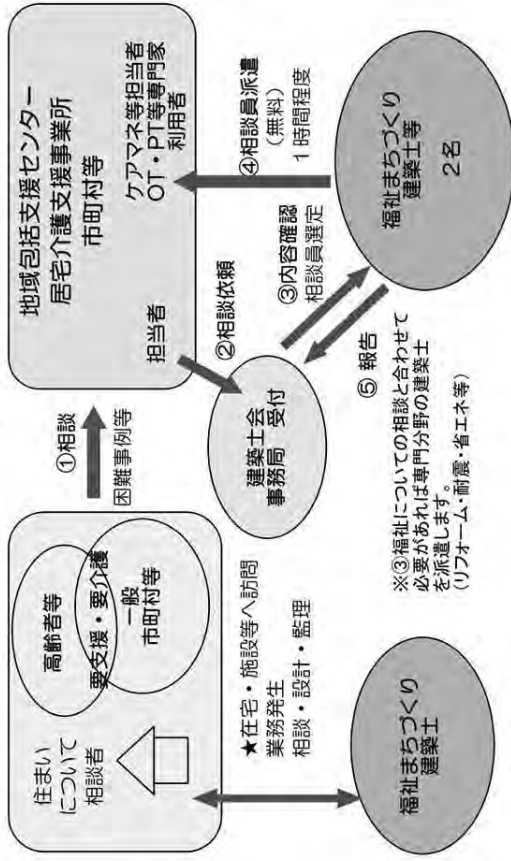 住まい
について
相談者
高齢者等
要支援・要介護
一般
市町村等
①相談
困難事例等
地域包括支援センター
居宅介護支援事業所
市町村等
担当者
ケアマネ等担当者
OT・PT等専門家
利用者
②相談依頼
建築士会
事務局 受付
③内容確認
相談員選定
④相談員派遣
(無料)
1時間程度
福祉まちづくり
建築士等
2名
⑤ 報告
※③福祉についての相談と合わせて
必要があれば専門分野の建築士
を派遣します。
(リフォーム・耐震・省エネ等)
★在宅・施設等へ訪問
業務発生
相談・設計・監理
福祉まちづくり
建築士